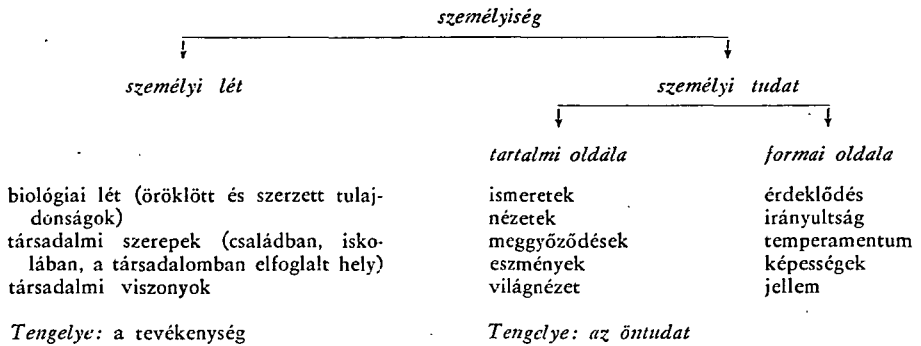 személyiség
személyi lét személyi tudat
tartalmi oldala formai oldala
biológiai lét (öröklött és szerzett tulaj- ismeretek érdeklődés
donságok) nézetek irányultság
társadalmi szerepek (családban, isko- meggyőződések temperamentum
lában, a társadalomban elfoglalt hely) eszmények képességek
társadalmi viszonyok világnézet jellem
Tengelye: a tevékenység Tengelye: az öntudat